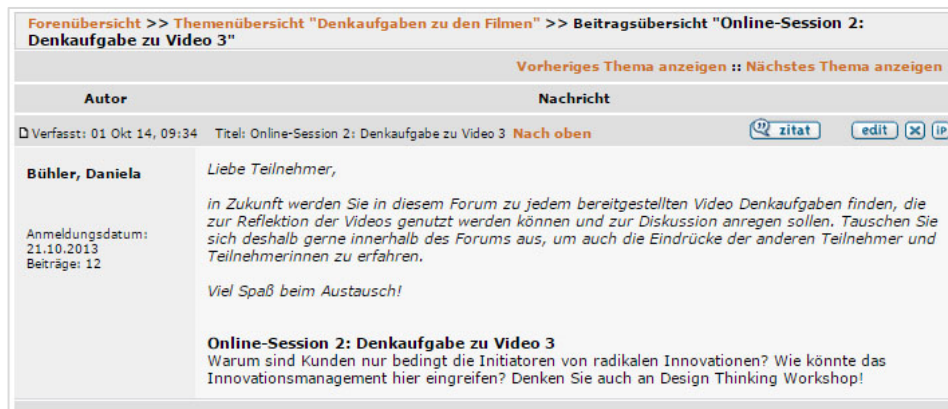 Forenübersicht >> Themenübersicht "Denkaufgaben zu den Filmen" >> Beitragsübersicht "Online-Session 2:
Denkaufgabe zu Video 3"
Vorheriges Thema anzeigen :: Nächstes Thema anzeigen
Autor Nachricht
Verfasst: 01 Okt 14, 09:34 Titel: Online-Session 2: Denkaufgabe zu Video 3 Nach oben zitat edit X iP
Bühler, Daniela
Anmeldungsdatum:
21.10.2013
Beiträge: 12
Liebe Teilnehmer,
in Zukunft werden Sie in diesem Forum zu jedem bereitgestellten Video Denkaufgaben finden, die
zur Reflektion der Videos genutzt werden können und zur Diskussion anregen sollen. Tauschen Sie
sich deshalb gerne innerhalb des Forums aus, um auch die Eindrücke der anderen Teilnehmer und
Teilnehmerinnen zu erfahren.
Viel Spaß beim Austausch!
Online-Session 2: Denkaufgabe zu Video 3
Warum sind Kunden nur bedingt die Initiatoren von radikalen Innovationen? Wie könnte das
Innovationsmanagement hier eingreifen? Denken Sie auch an Design Thinking Workshop!